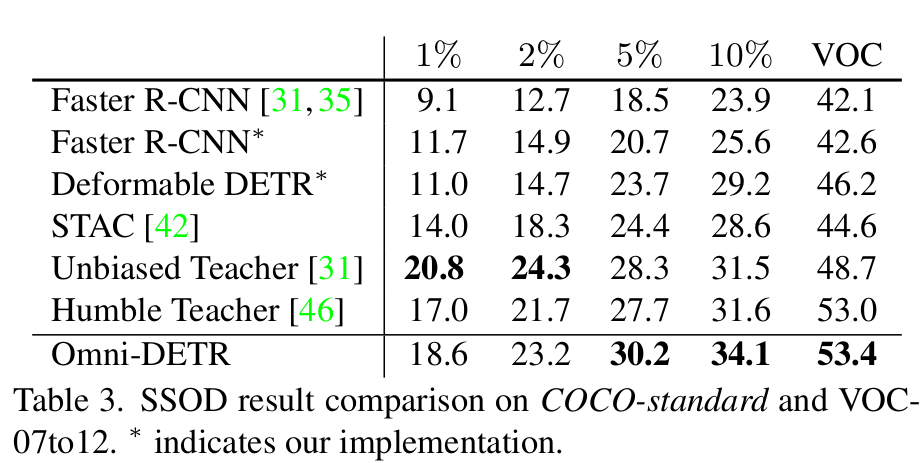 1% 2% 5% 10% VOC
Faster R-CNN [31, 35] 9.1 12.7 18.5 23.9 42.1
Faster R-CNN* 11.7 14.9 20.7 25.6 42.6
Deformable DETR* 11.0 14.7 23.7 29.2 46.2
STAC [42] 14.0 18.3 24.4 28.6 44.6
Unbiased Teacher [31] 20.8 24.3 28.3 31.5 48.7
Humble Teacher [46] 17.0 21.7 27.7 31.6 53.0
Omni-DETR 18.6 23.2 30.2 34.1 53.4
Table 3. SSOD result comparison on COCO-standard and VOC-
07to12. * indicates our implementation.